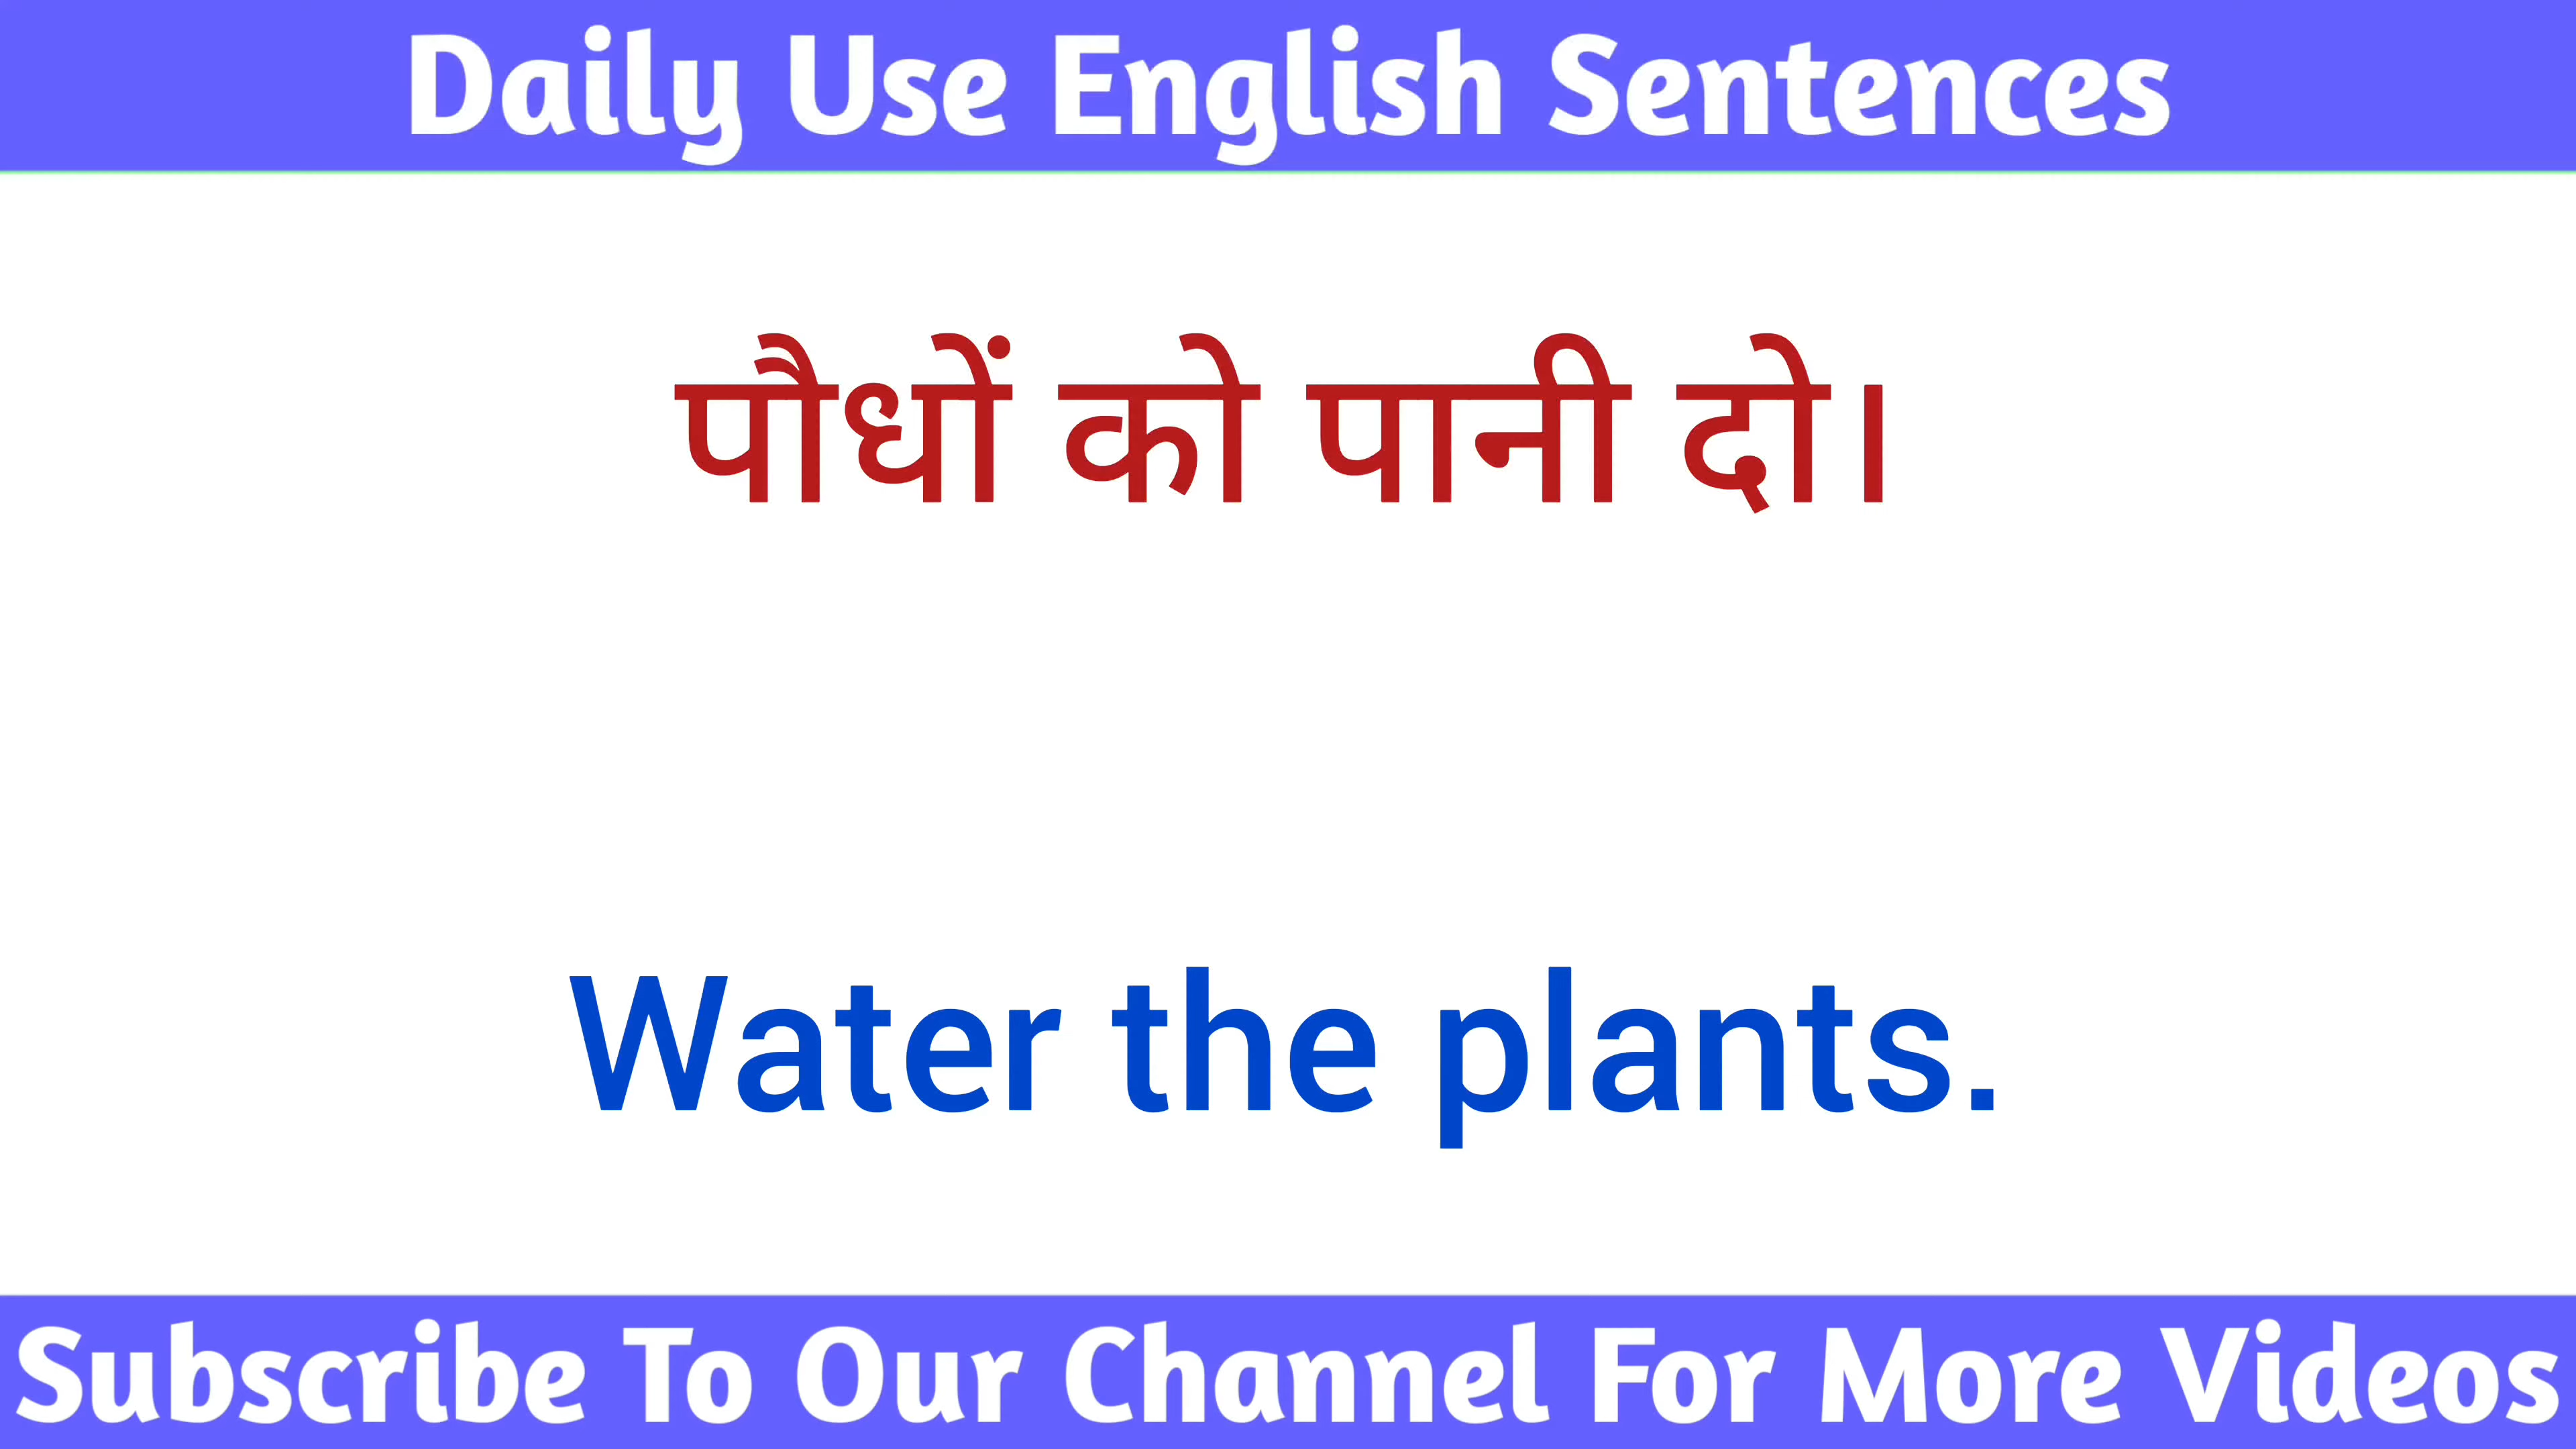 Daily Use English Sentences
पौधों को पानी दो।
Water the plants.
Subscribe To Our Channel For More Videos